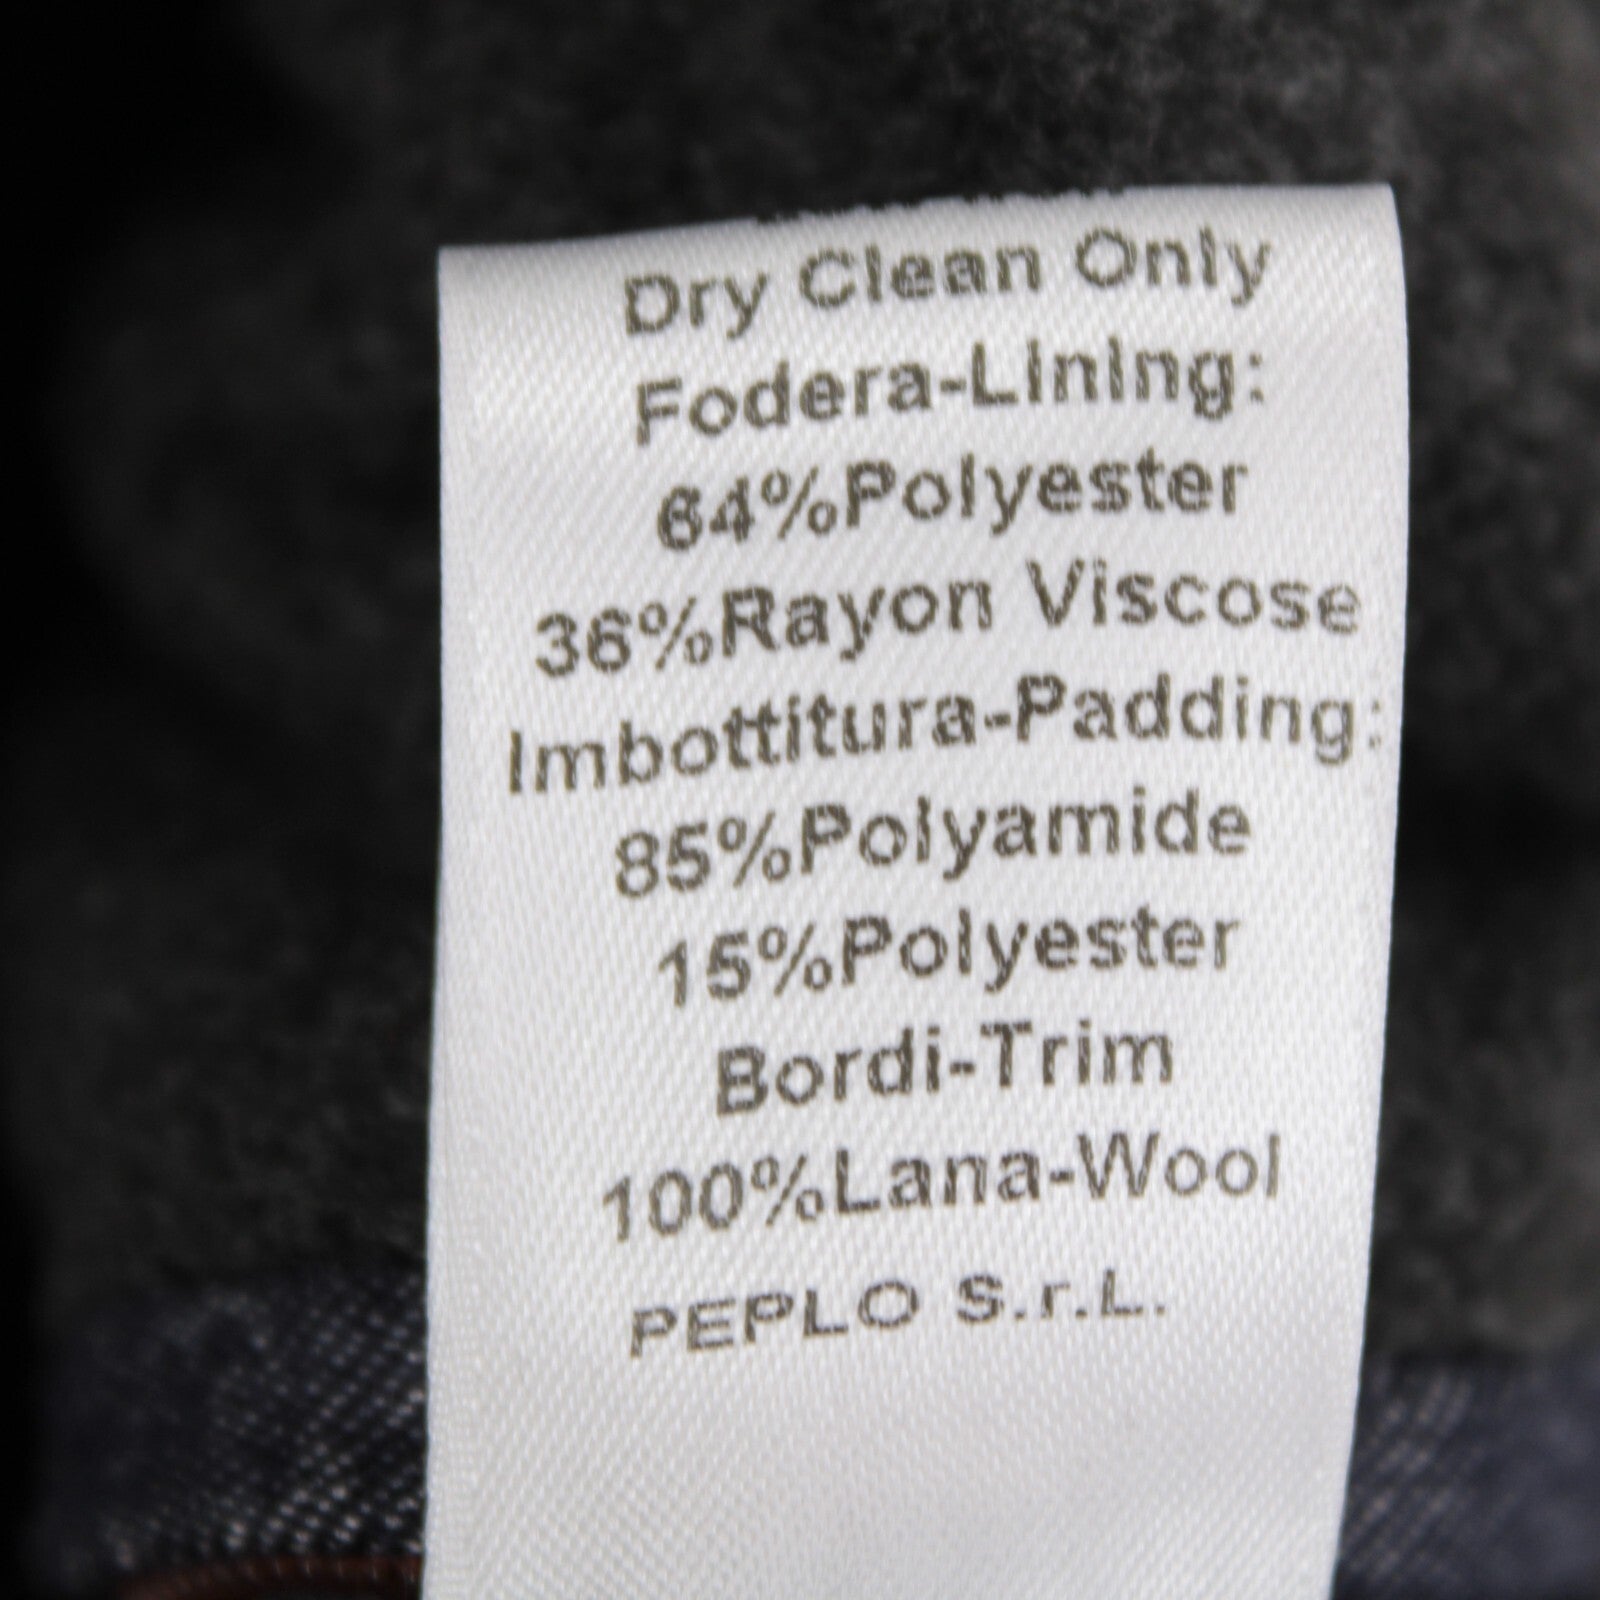 Dry Clean Only
Fodera-Lining:
64%Polyester
36%Rayon Viscose
Imbottitura-Padding:
85%Polyamide
15%Polyester
Bordi-Trim
100%Lana-Wool
PEPLO S.r.L.